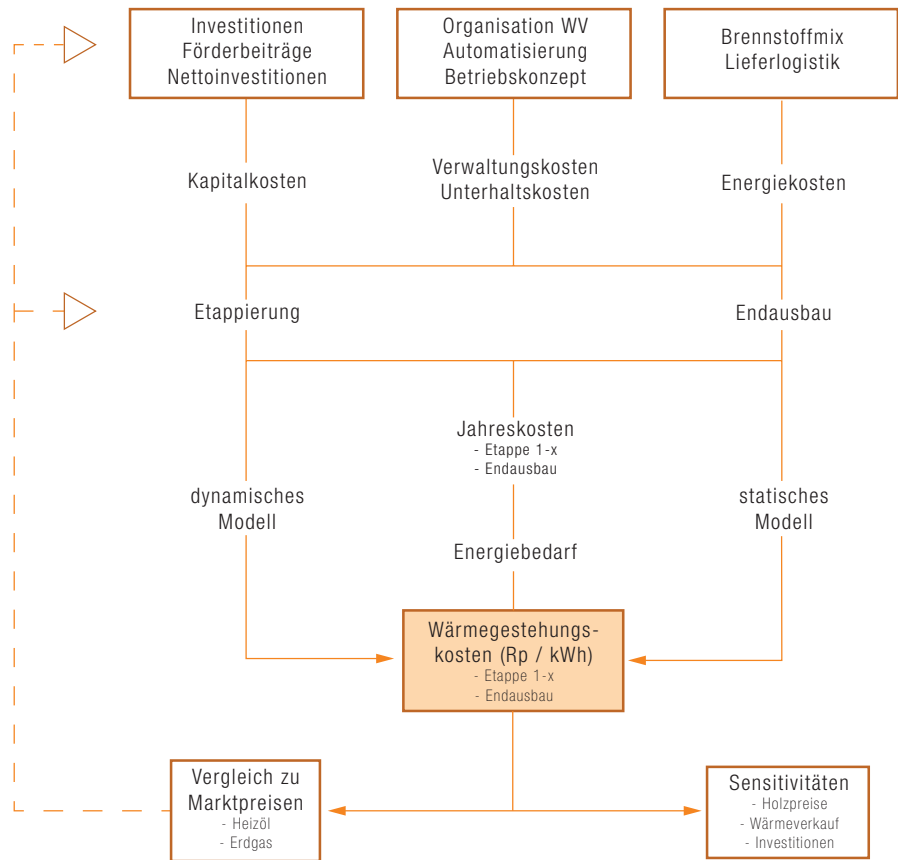 Investitionen
Förderbeiträge
Nettoinvestitionen
Organisation WV
Automatisierung
Betriebskonzept
Brennstoffmix
Lieferlogistik
Kapitalkosten
Verwaltungskosten
Unterhaltskosten
Energiekosten
Etappierung
Endausbau
Jahreskosten
- Etappe 1-x
- Endausbau
dynamisches
Modell
statisches
Modell
Energiebedarf
Wärmegestehungs-
kosten (Rp / kWh)
- Etappe 1-x
- Endausbau
Vergleich zu
Marktpreisen
- Heizöl
- Erdgas
Sensitivitäten
- Holzpreise
- Wärmeverkauf
- Investitionen